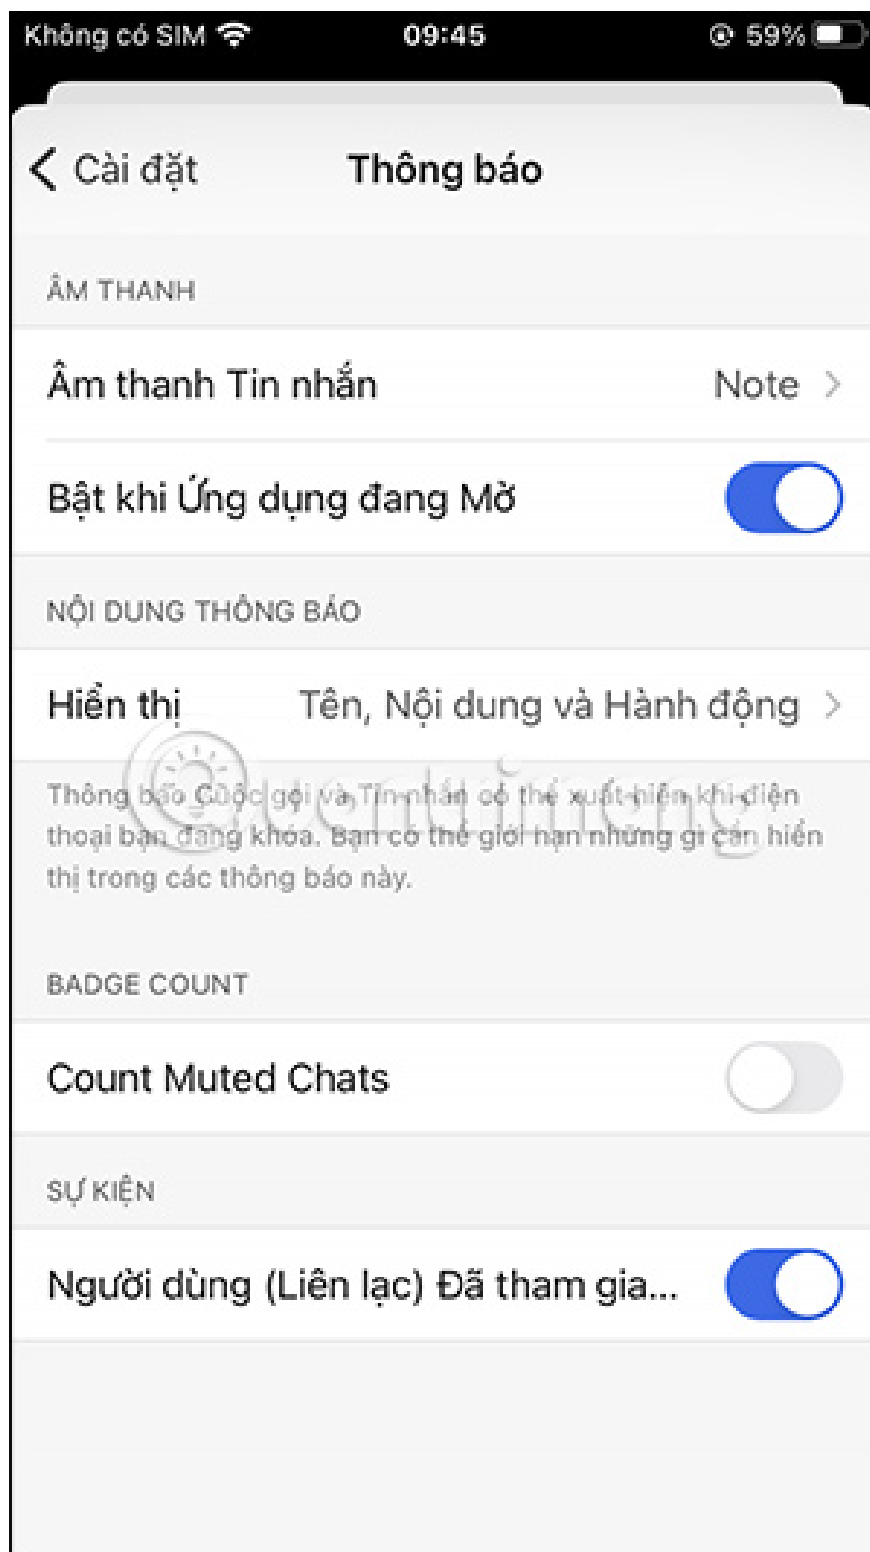 Không có SIM 09:45 59%
Cài đặt Thông báo
ÂM THANH
Âm thanh Tin nhắn Note
Bật khi Ứng dụng đang Mở
NỘI DUNG THÔNG BÁO
Hiển thị Tên, Nội dung và Hành động
Quantrimang
Thông báo Cuộc gọi và Tin nhắn có thể xuất hiện khi điện
thoại bạn đang khóa. Bạn có thể giới hạn những gì cần hiển
thị trong các thông báo này.
BADGE COUNT
Count Muted Chats
SỰ KIỆN
Người dùng (Liên lạc) Đã tham gia...